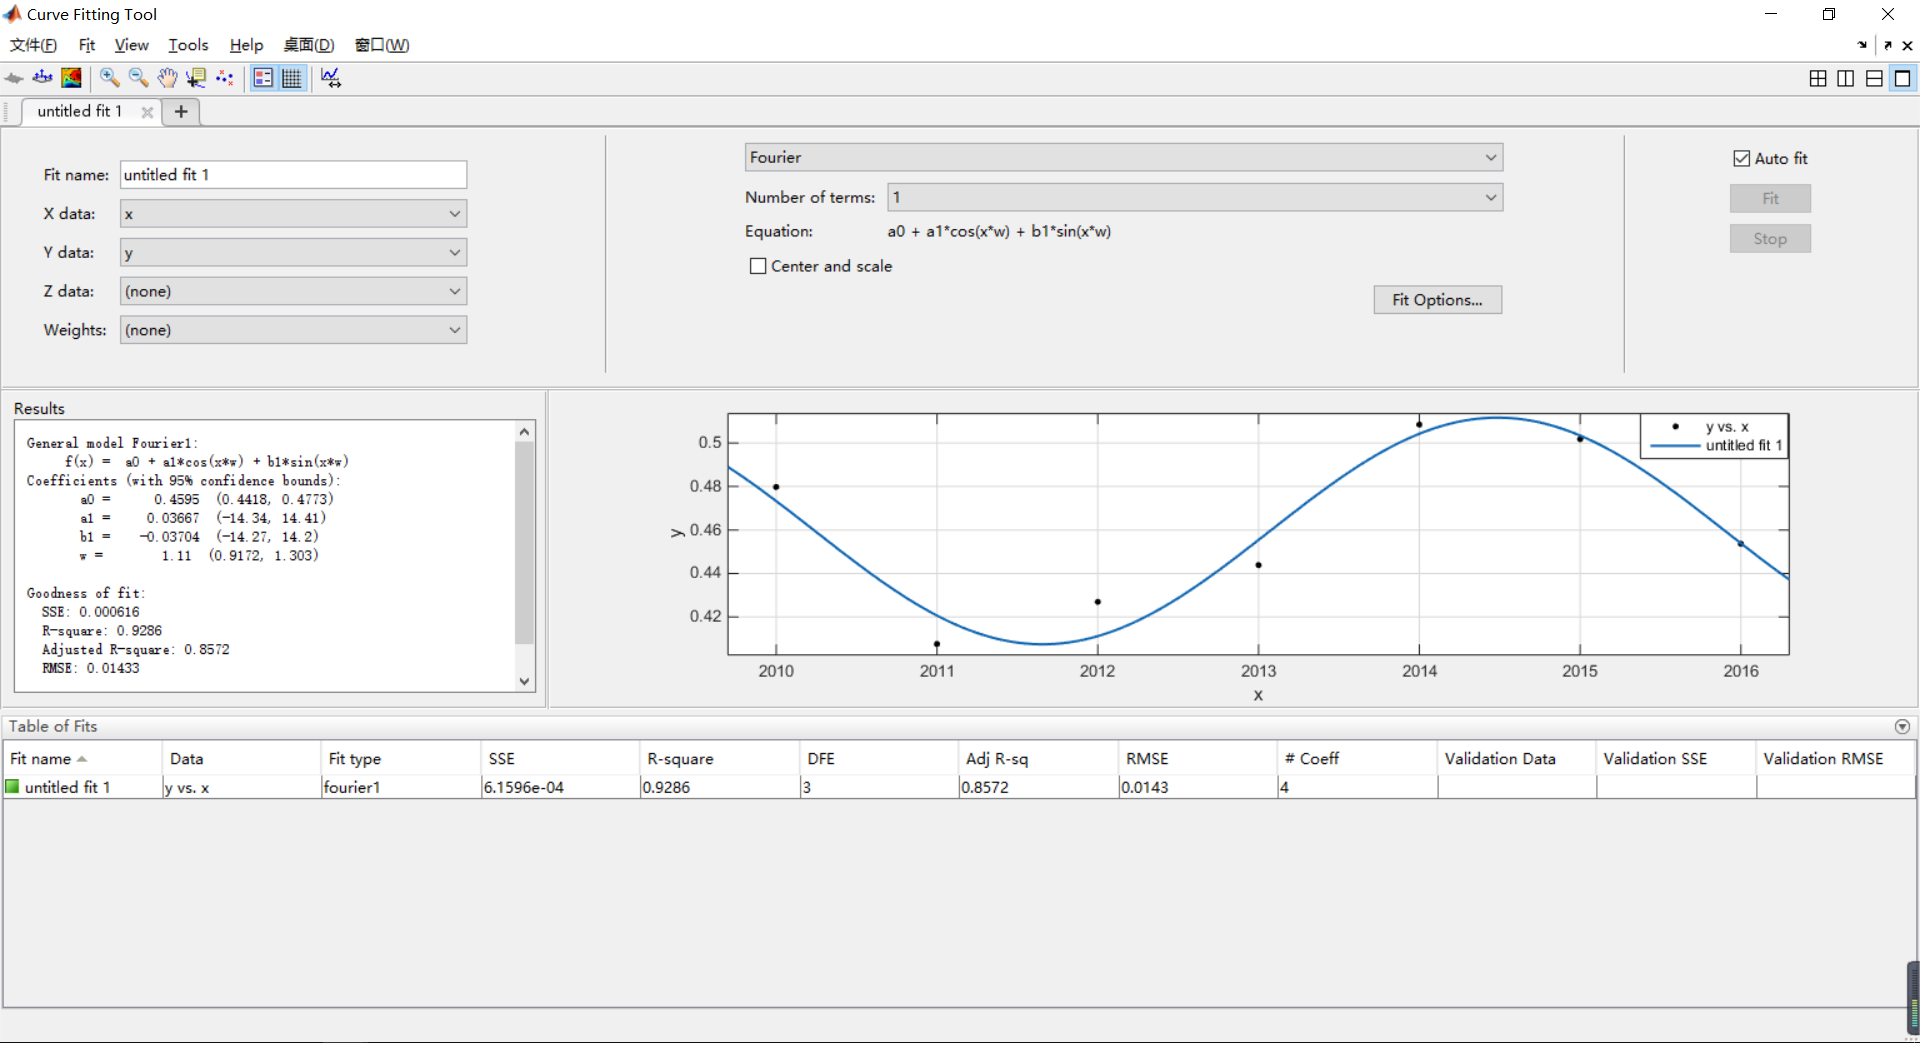 Curve Fitting Tool
文件(F) Fit View Tools Help 桌面(D) 窗口(W)
untitled fit 1
Fit name: untitled fit 1
X data: x
Y data: y
Z data: (none)
Weights: (none)
Fourier
Number of terms: 1
Equation: a0 + a1*cos(x*w) + b1*sin(x*w)
Center and scale
Fit Options...
Auto fit
Fit
Stop
Results
General model Fourier1:
f(x) = a0 + a1*cos(x*w) + b1*sin(x*w)
Coefficients (with 95% confidence bounds):
a0 = 0.4595 (0.4418, 0.4773)
a1 = 0.03667 (-14.34, 14.41)
b1 = -0.03704 (-14.27, 14.2)
w = 1.11 (0.9172, 1.303)
Goodness of fit:
SSE: 0.000616
R-square: 0.9286
Adjusted R-square: 0.8572
RMSE: 0.01433
0.5
0.48
0.46
0.44
0.42
y
2010 2011 2012 2013 2014 2015 2016
x
y vs. x
untitled fit 1
Table of Fits
Fit name Data Fit type SSE R-square DFE Adj R-sq RMSE # Coeff Validation Data Validation SSE Validation RMSE
untitled fit 1 y vs. x fourier1 6.1596e-04 0.9286 3 0.8572 0.0143 4